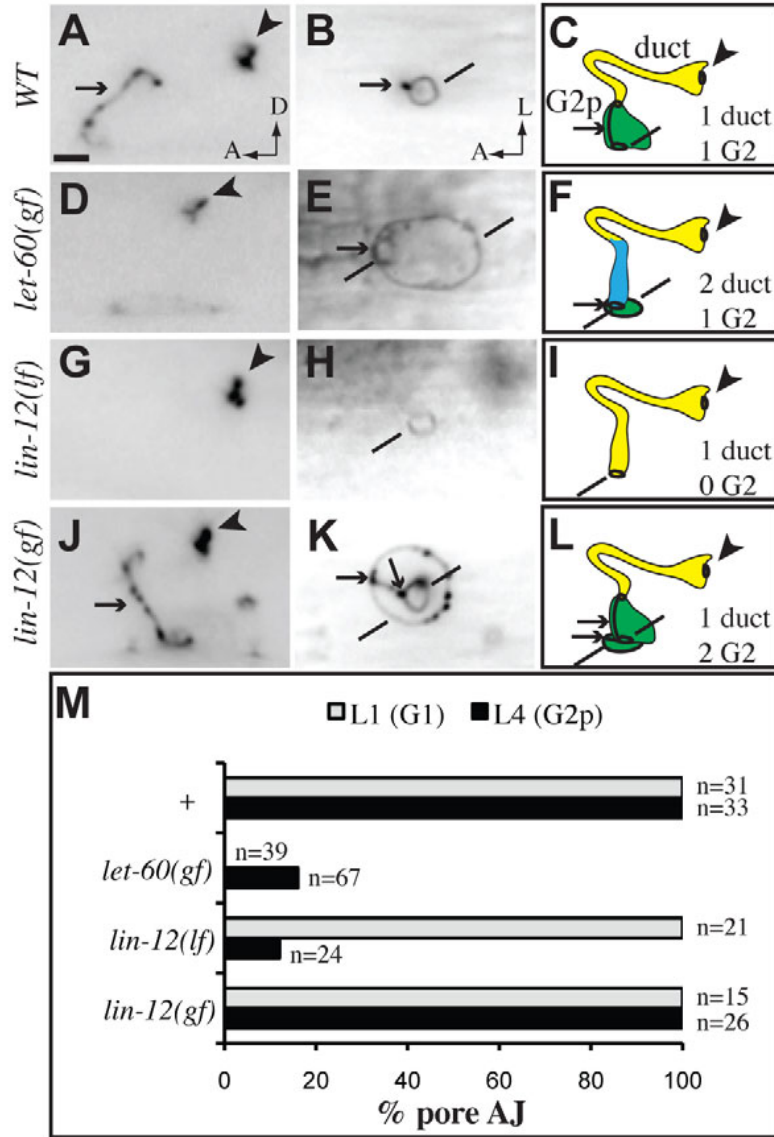 A
B
C
WT
D
A
L
A
duct
G2p
1 duct
1 G2
D
E
F
let-60(gf)
2 duct
1 G2
G
H
I
lin-12(lf)
1 duct
0 G2
J
K
L
lin-12(gf)
1 duct
2 G2
M
L1 (G1) L4 (G2p)
+
n=31
n=33
let-60(gf)
n=39
n=67
lin-12(lf)
n=21
n=24
lin-12(gf)
n=15
n=26
0 20 40 60 80 100
% pore AJ